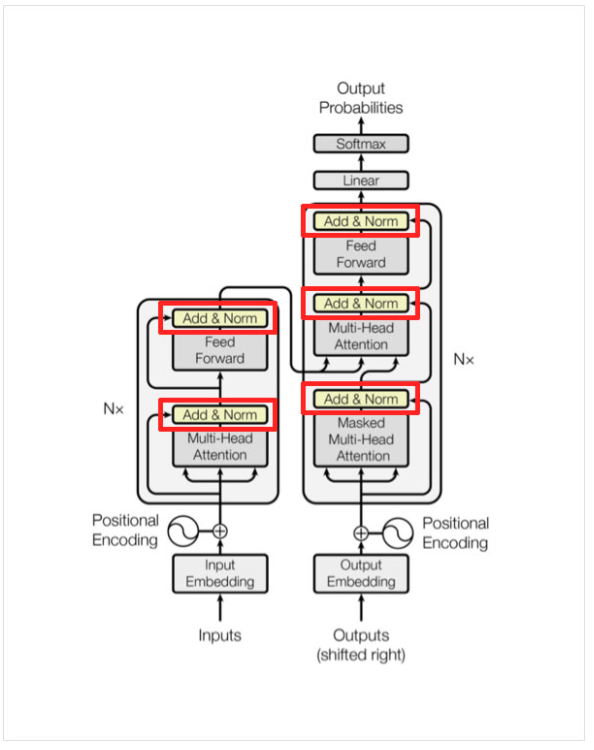 Output
Probabilities
Softmax
Linear
Add & Norm
Feed
Forward
Add & Norm
Multi-Head
Attention
Add & Norm
Masked
Multi-Head
Attention
Nx
Positional
Encoding
Output
Embedding
Outputs
(shifted right)
Add & Norm
Feed
Forward
Add & Norm
Multi-Head
Attention
Nx
Positional
Encoding
Input
Embedding
Inputs